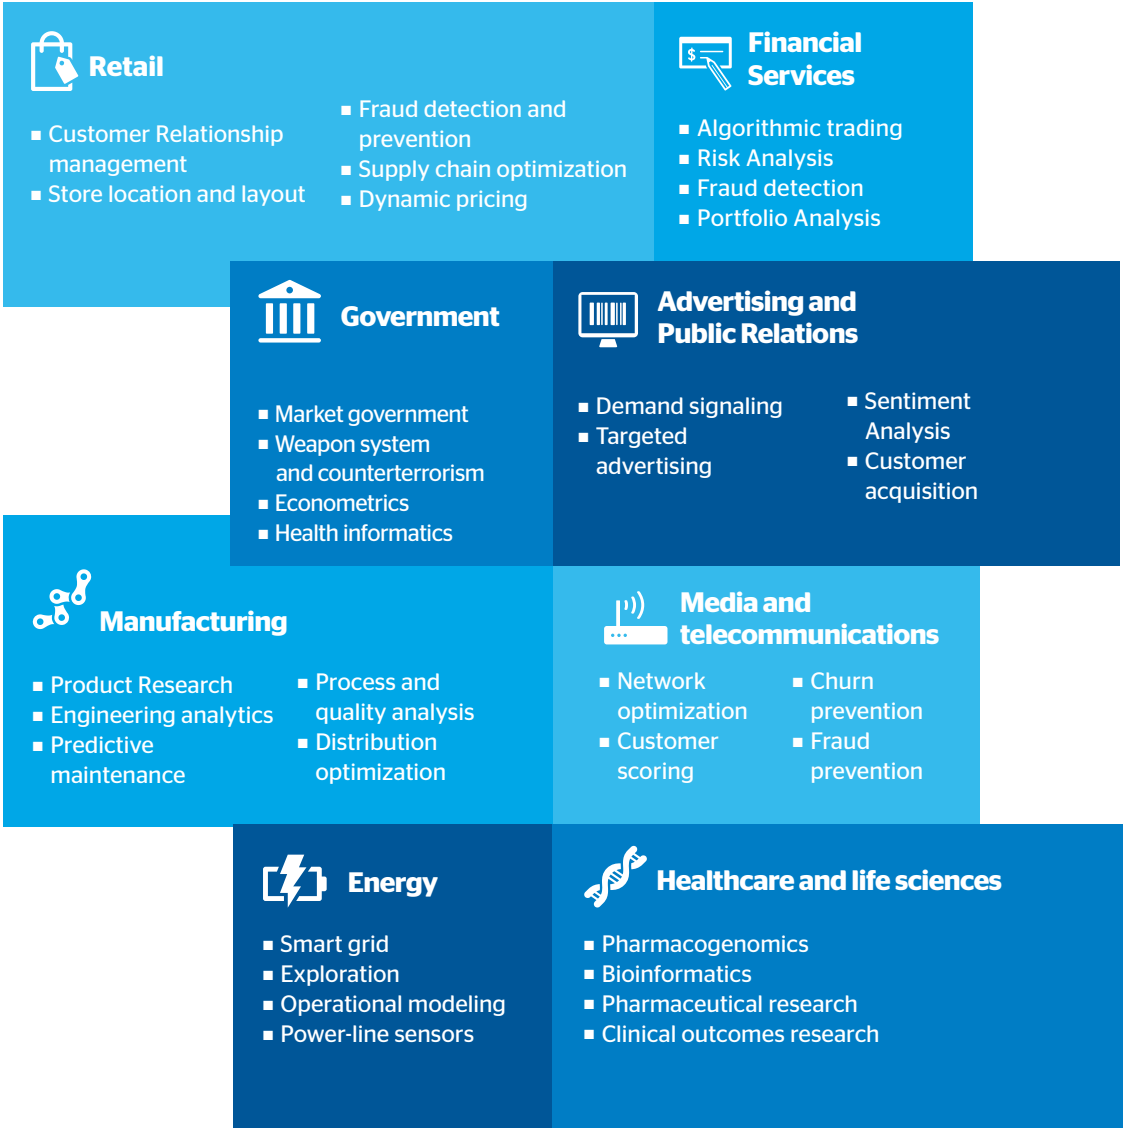 Retail
■ Customer Relationship
management
■ Store location and layout
■ Fraud detection and
prevention
■ Supply chain optimization
■ Dynamic pricing
$
Financial
Services
■ Algorithmic trading
■ Risk Analysis
■ Fraud detection
■ Portfolio Analysis
Government
■ Market government
■ Weapon system
and counterterrorism
■ Econometrics
■ Health informatics
Advertising and
Public Relations
■ Demand signaling
■ Targeted
advertising
■ Sentiment
Analysis
■ Customer
acquisition
Manufacturing
■ Product Research
■ Engineering analytics
■ Predictive
maintenance
■ Process and
quality analysis
■ Distribution
optimization
Media and
telecommunications
■ Network
optimization
■ Customer
scoring
■ Churn
prevention
■ Fraud
prevention
Energy
■ Smart grid
■ Exploration
■ Operational modeling
■ Power-line sensors
Healthcare and life sciences
■ Pharmacogenomics
■ Bioinformatics
■ Pharmaceutical research
■ Clinical outcomes research